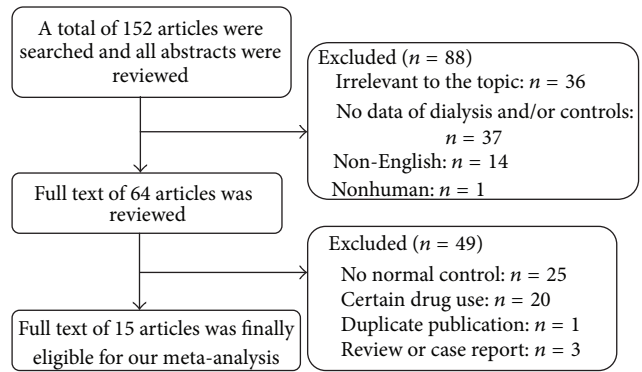 A total of 152 articles were
searched and all abstracts were
reviewed
Excluded (n = 88)
Irrelevant to the topic: n = 36
No data of dialysis and/or controls:
n = 37
Non-English: n = 14
Nonhuman: n = 1
Full text of 64 articles was
reviewed
Excluded (n = 49)
No normal control: n = 25
Certain drug use: n = 20
Duplicate publication: n = 1
Review or case report: n = 3
Full text of 15 articles was finally
eligible for our meta-analysis